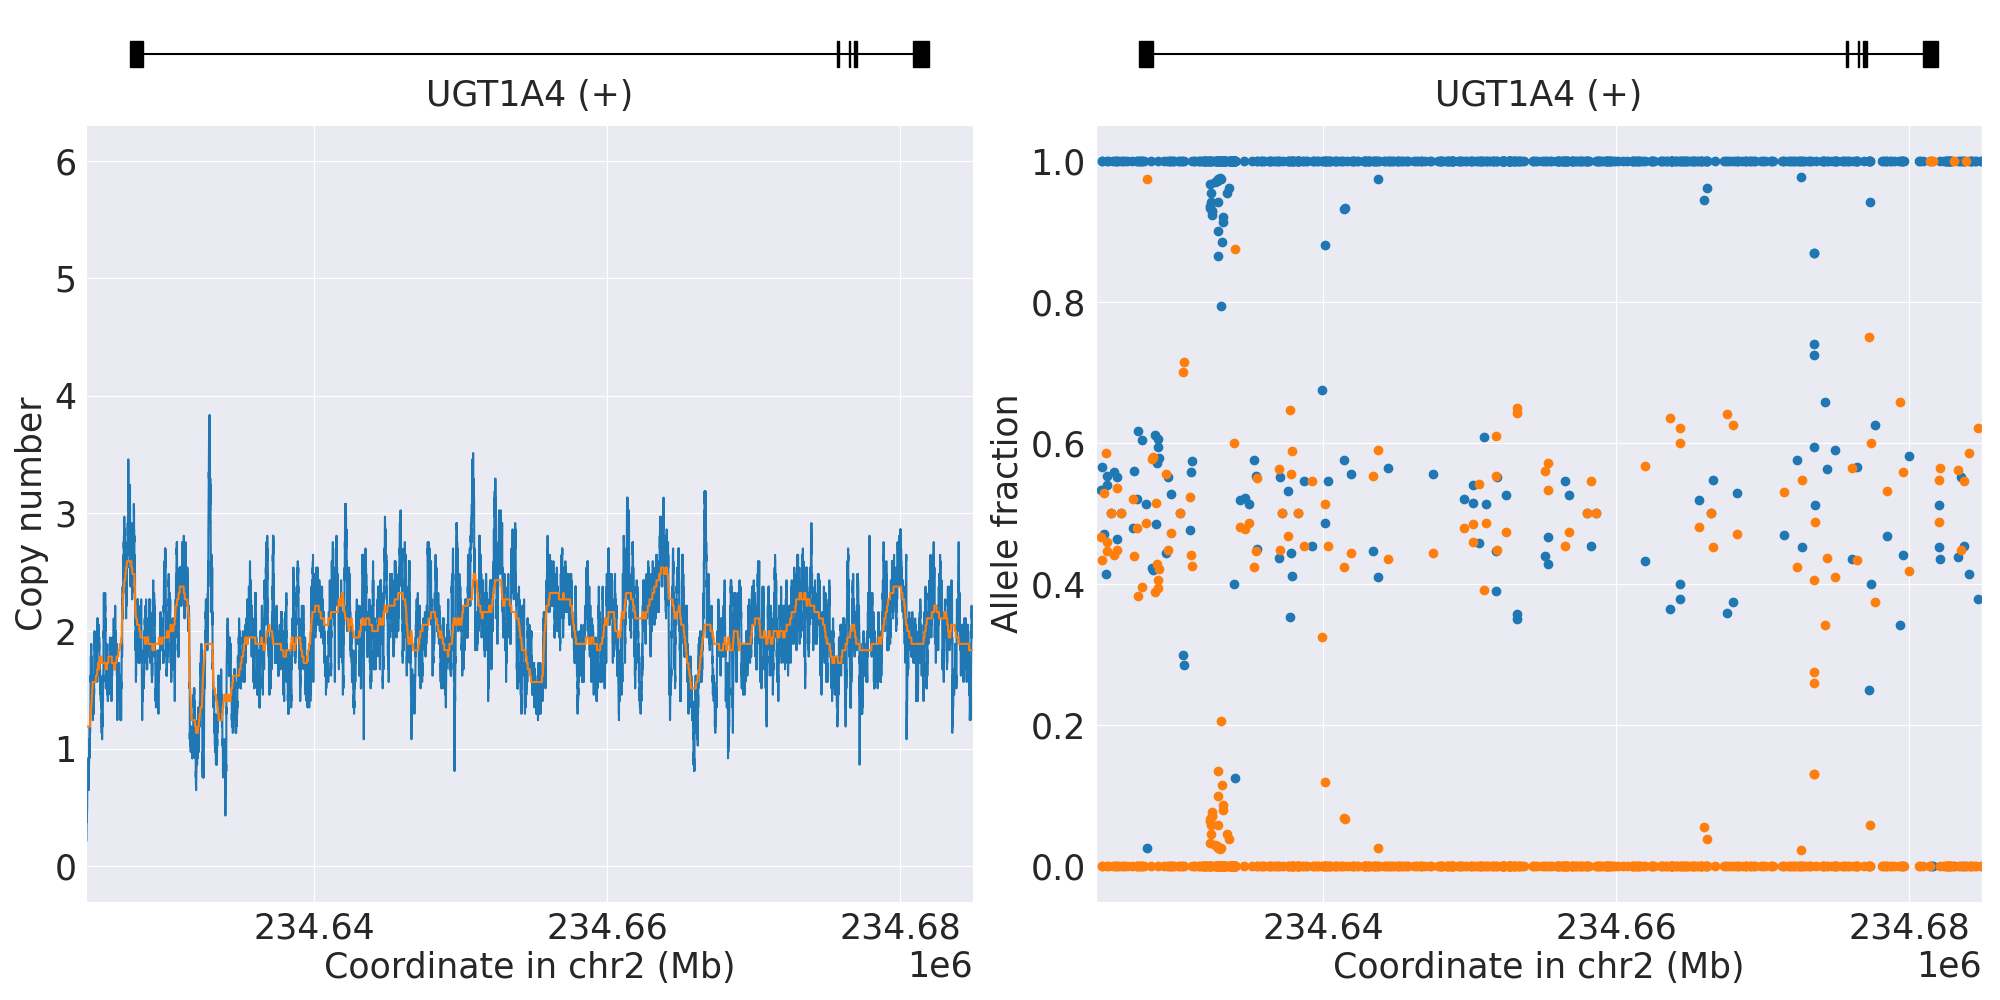 UGT1A4 (+)
Copy number
6
5
4
3
2
1
0
234.64
234.66
234.68
Coordinate in chr2 (Mb)
1e6
UGT1A4 (+)
Allele fraction
1.0
0.8
0.6
0.4
0.2
0.0
234.64
234.66
234.68
Coordinate in chr2 (Mb)
1e6